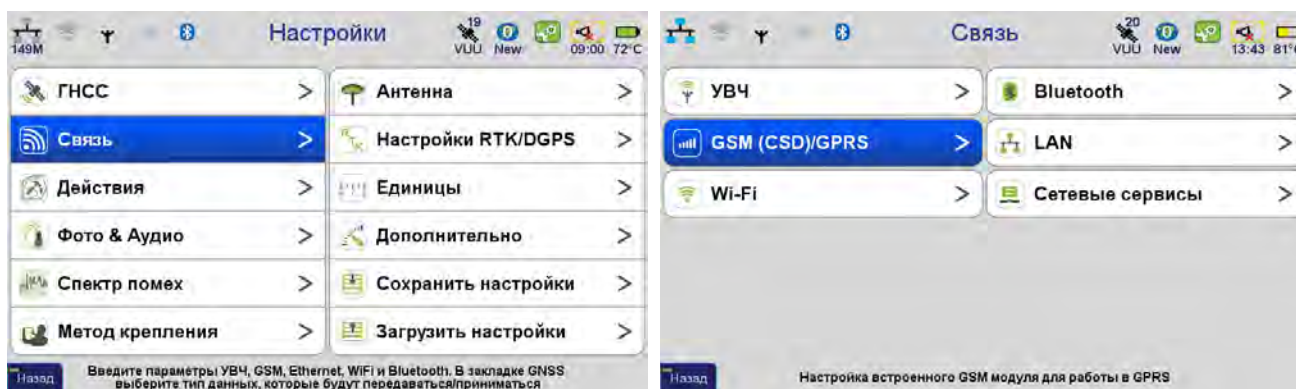 149M
Настройки
19
VUU
New
09:00
72°C
ГНСС >
Антенна >
Связь >
Настройки RTK/DGPS >
Действия >
Единицы >
Фото & Аудио >
Дополнительно >
Спектр помех >
Сохранить настройки >
Метод крепления >
Загрузить настройки >
Назад
Введите параметры УВЧ, GSM, Ethernet, WiFi и Bluetooth. В закладке GNSS
выберите тип данных, которые будут передаваться/приниматься
Связь
20
VUU
New
13:43
81°
УВЧ >
Bluetooth >
GSM (CSD)/GPRS >
LAN >
Wi-Fi >
Сетевые сервисы >
Назад
Настройка встроенного GSM модуля для работы в GPRS